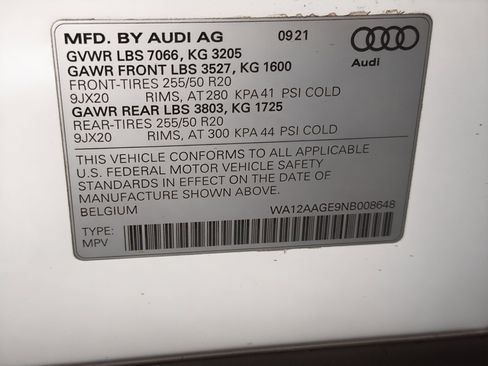 MFD. BY AUDI AG 0921
GVWR LBS 7066, KG 3205
GAWR FRONT LBS 3527, KG 1600
Audi
FRONT-TIRES 255/50 R20
9JX20 RIMS, AT 280 KPA 41 PSI COLD
GAWR REAR LBS 3803, KG 1725
REAR-TIRES 255/50 R20
9JX20 RIMS, AT 300 KPA 44 PSI COLD
THIS VEHICLE CONFORMS TO ALL APPLICABLE
U.S. FEDERAL MOTOR VEHICLE SAFETY
STANDARDS IN EFFECT ON THE DATE OF
MANUFACTURE SHOWN ABOVE.
BELGIUM WA12AAGE9NB008648
TYPE:
MPV